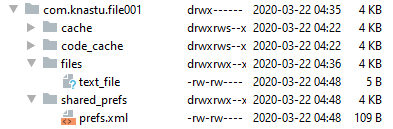 com.knastu.file001 drwx------ 2020-03-22 04:35 4 KB
cache drwxrws--x 2020-03-22 04:22 4 KB
code_cache drwxrws--x 2020-03-22 04:22 4 KB
files drwxrwx--x 2020-03-22 04:36 4 KB
text_file -rw-rw---- 2020-03-22 04:48 5 B
shared_prefs drwxrwx--x 2020-03-22 04:48 4 KB
prefs.xml -rw-rw---- 2020-03-22 04:48 109 B